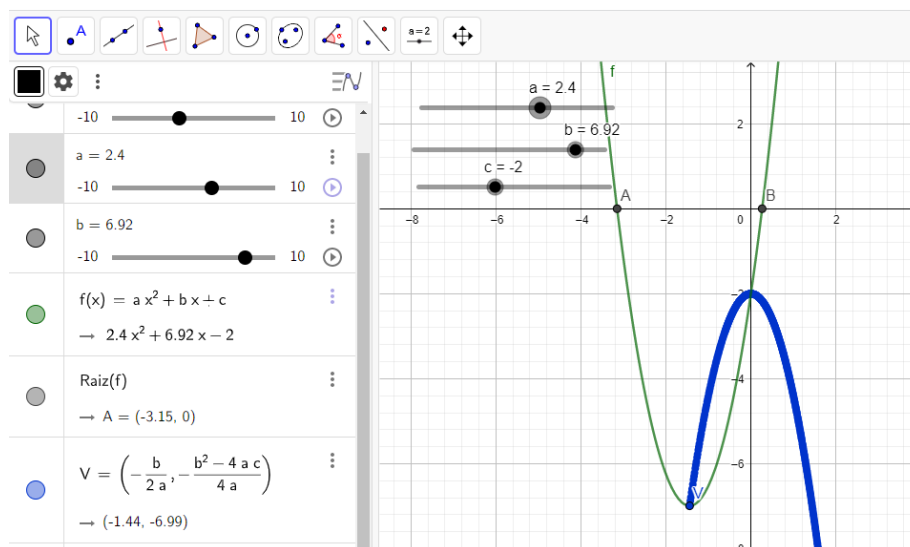 A
a=2
-10 10
a = 2.4
-10 10
b = 6.92
-10 10
f(x) = a x² + b x + c
→ 2.4 x² + 6.92 x − 2
Raiz(f)
→ A = (-3.15, 0)
V = (−b/2 a, −b² − 4 a c/4 a)
→ (-1.44, -6.99)
f
a = 2.4
b = 6.92
c = -2
A
B
V
−8 −6 −4 −2 0 2
2
−2
−4
−6